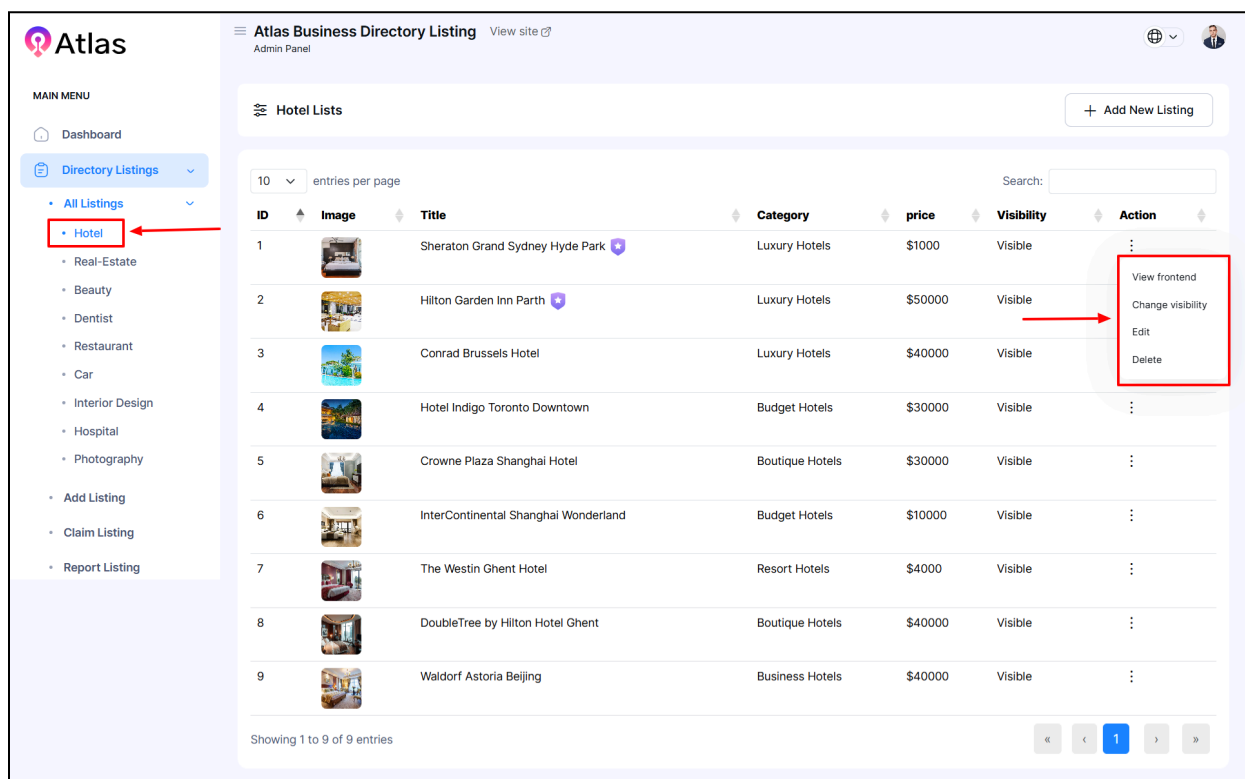 Atlas
Atlas Business Directory Listing View site
Admin Panel
MAIN MENU
Dashboard
Directory Listings
All Listings
Hotel
Real-Estate
Beauty
Dentist
Restaurant
Car
Interior Design
Hospital
Photography
Add Listing
Claim Listing
Report Listing
Hotel Lists
+ Add New Listing
10 entries per page Search:
ID Image Title Category price Visibility Action
1 Sheraton Grand Sydney Hyde Park Luxury Hotels $1000 Visible
2 Hilton Garden Inn Parth Luxury Hotels $50000 Visible
3 Conrad Brussels Hotel Luxury Hotels $40000 Visible
View frontend
Change visibility
Edit
Delete
4 Hotel Indigo Toronto Downtown Budget Hotels $30000 Visible
5 Crowne Plaza Shanghai Hotel Boutique Hotels $30000 Visible
6 InterContinental Shanghai Wonderland Budget Hotels $10000 Visible
7 The Westin Ghent Hotel Resort Hotels $4000 Visible
8 DoubleTree by Hilton Hotel Ghent Boutique Hotels $40000 Visible
9 Waldorf Astoria Beijing Business Hotels $40000 Visible
Showing 1 to 9 of 9 entries « ‹ 1 › »